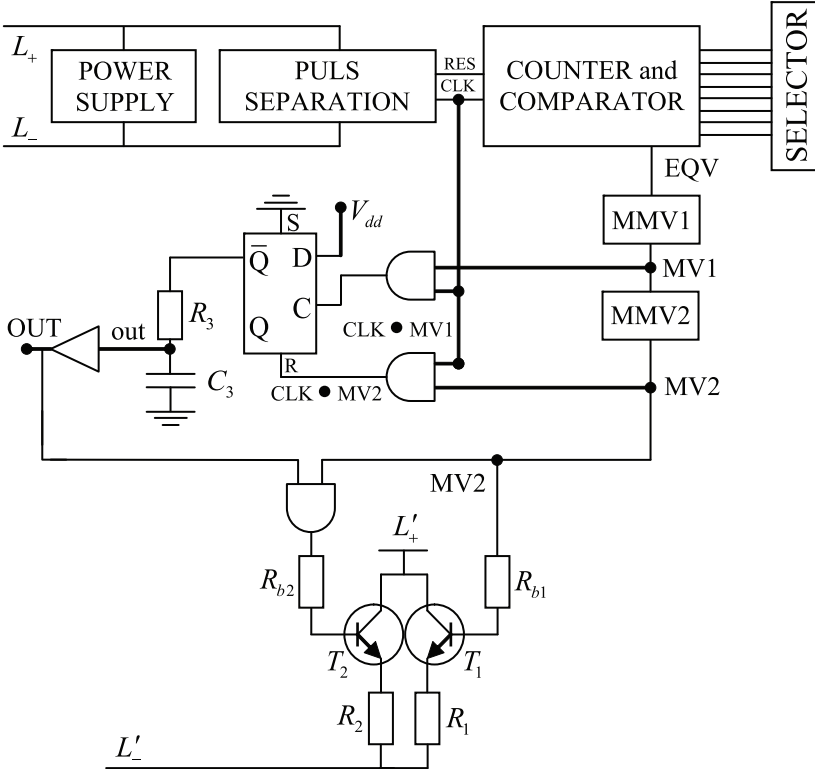 L+
POWER
SUPPLY
L−
PULS
SEPARATION
RES
CLK
COUNTER and
COMPARATOR
SELECTOR
EQV
MMV1
MV1
MMV2
MV2
S
Vdd
Q̅
D
C
Q
R
CLK ● MV1
CLK ● MV2
R3
OUT
out
C3
MV2
L′+
Rb2
Rb1
T2
T1
R2
R1
L′−